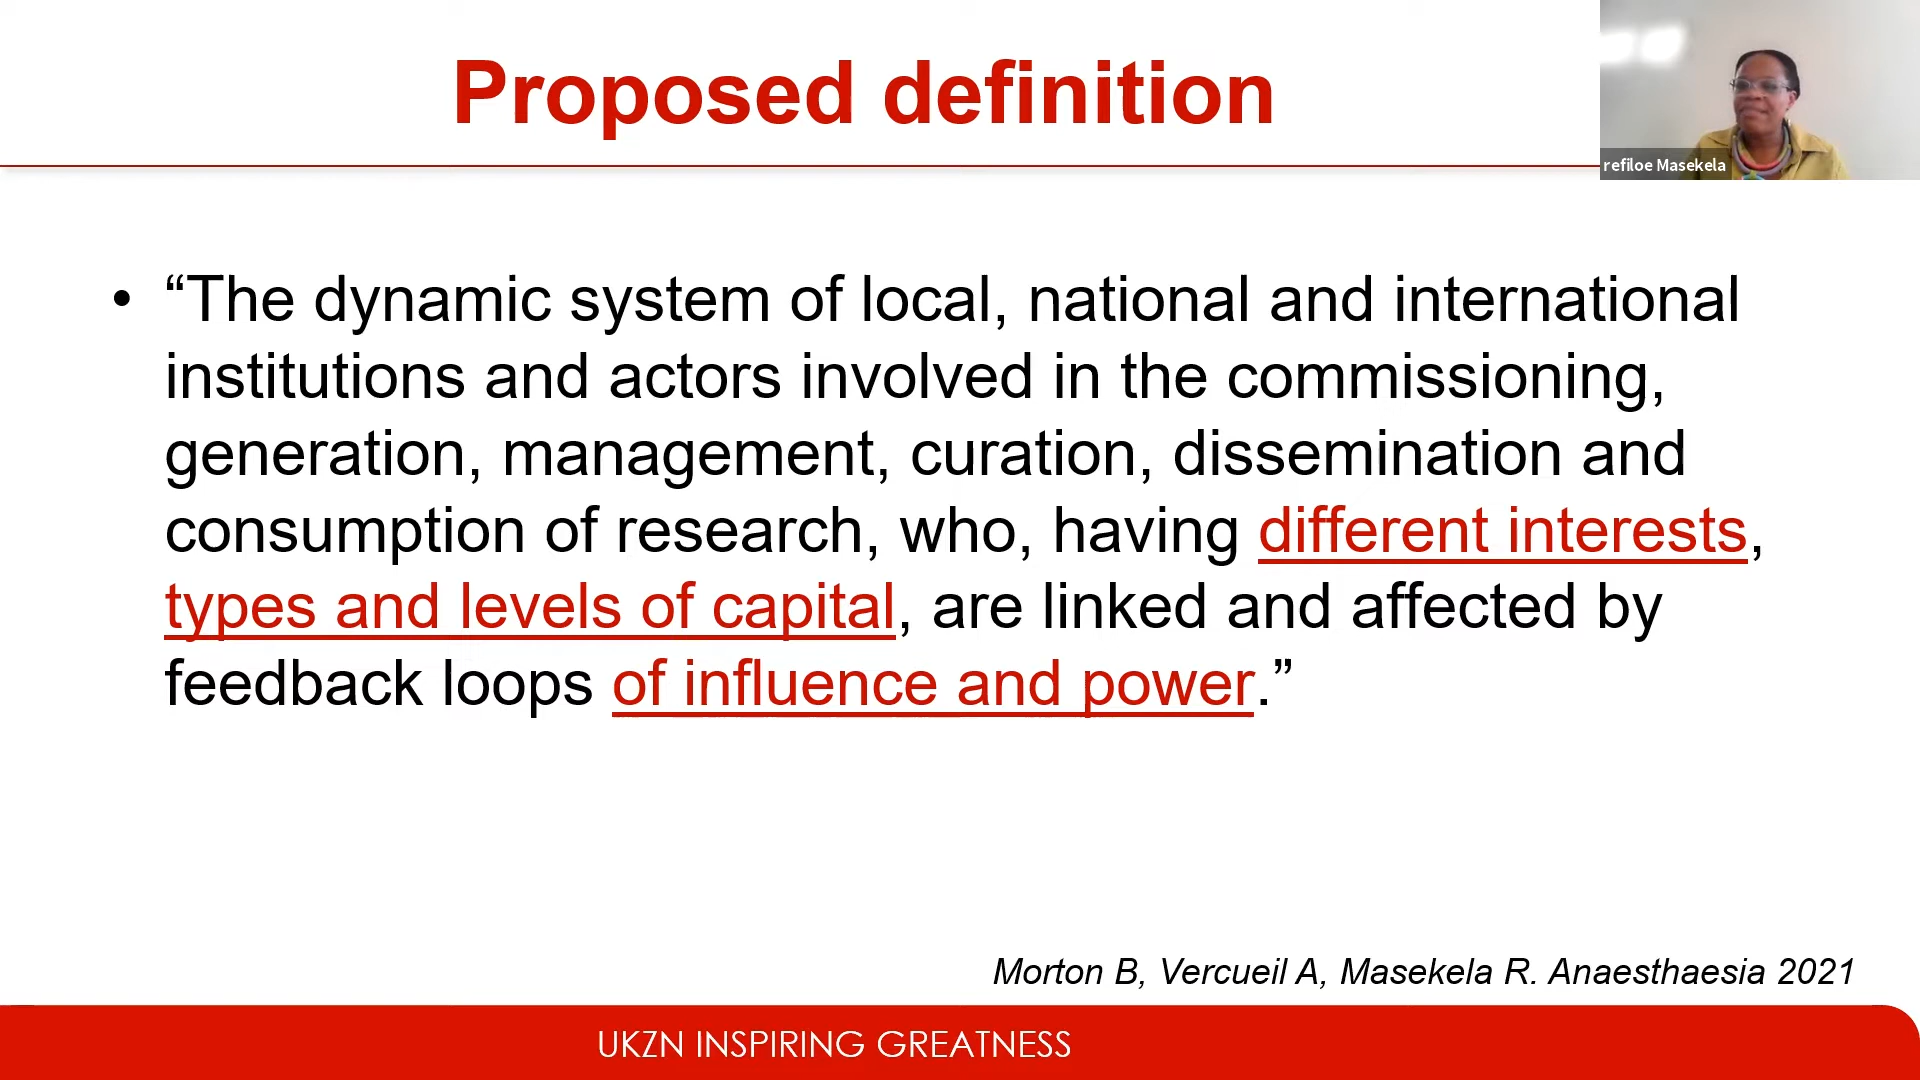 Proposed definition
refiloe Masekela
• “The dynamic system of local, national and international
institutions and actors involved in the commissioning,
generation, management, curation, dissemination and
consumption of research, who, having different interests,
types and levels of capital, are linked and affected by
feedback loops of influence and power.”
Morton B, Vercueil A, Masekela R. Anaesthaesia 2021
UKZN INSPIRING GREATNESS